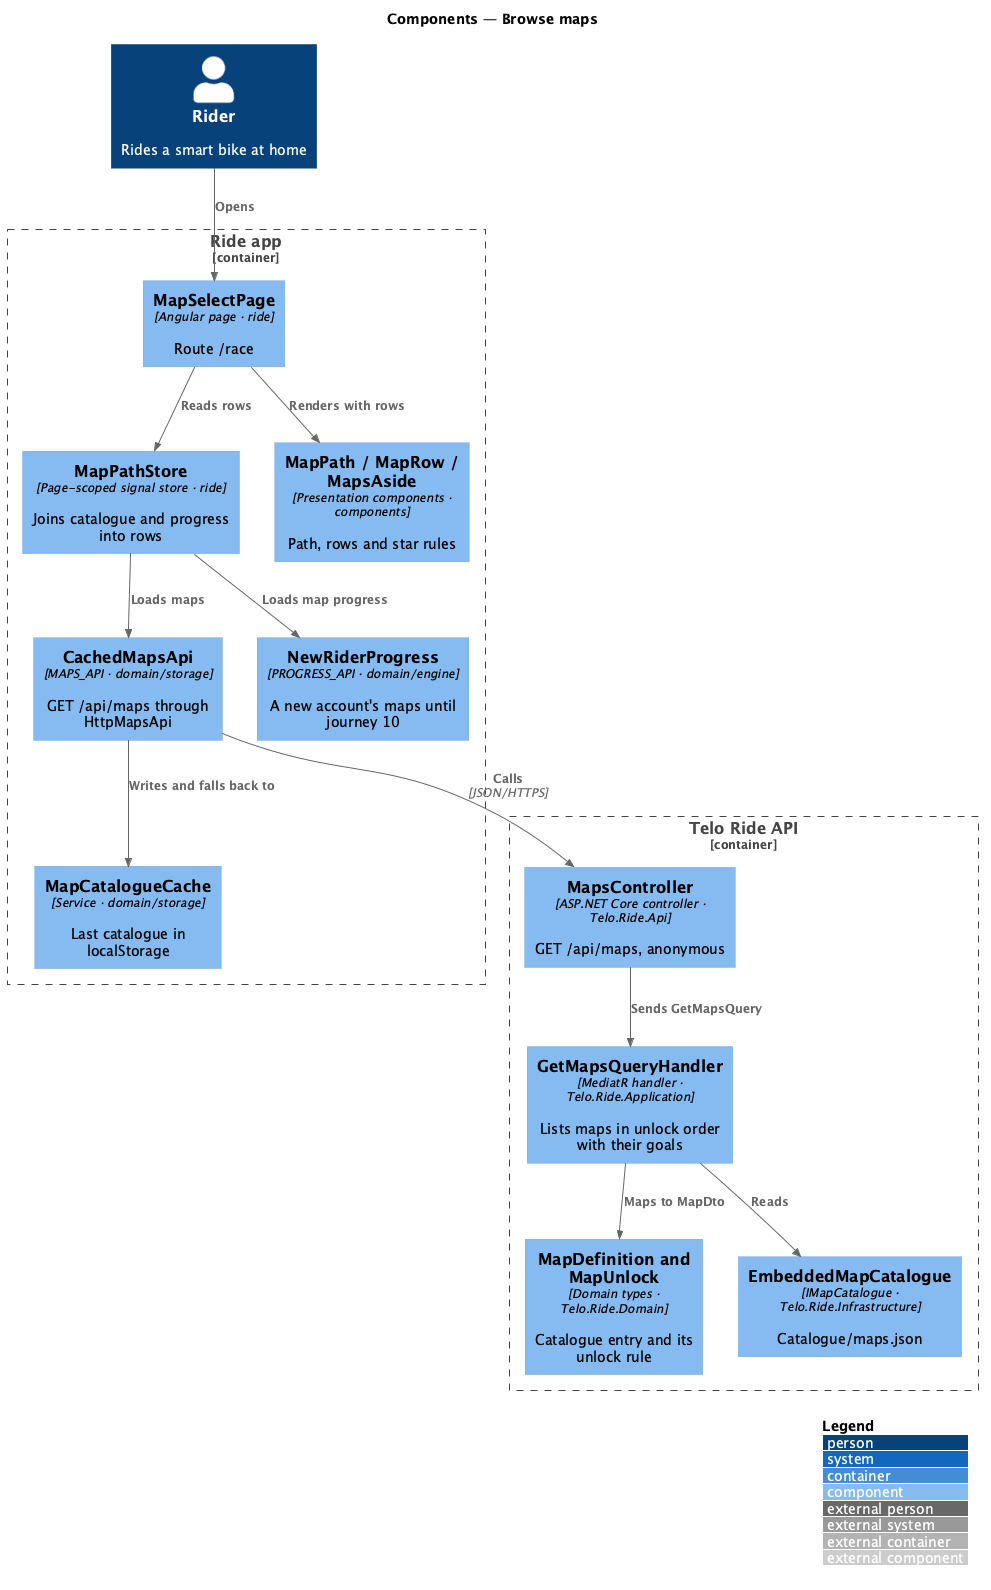 Components — Browse maps
Rider
Rides a smart bike at home
Opens
Ride app
[container]
MapSelectPage
[Angular page · ride]
Route /race
Reads rows
Renders with rows
MapPathStore
[Page-scoped signal store · ride]
Joins catalogue and progress
into rows
MapPath / MapRow /
MapsAside
[Presentation components ·
components]
Path, rows and star rules
Loads maps
Loads map progress
CachedMapsApi
[MAPS_API · domain/storage]
GET /api/maps through
HttpMapsApi
NewRiderProgress
[PROGRESS_API · domain/engine]
A new account's maps until
journey 10
Writes and falls back to
Calls
[JSON/HTTPS]
MapCatalogueCache
[Service · domain/storage]
Last catalogue in
localStorage
Telo Ride API
[container]
MapsController
[ASP.NET Core controller ·
Telo.Ride.Api]
GET /api/maps, anonymous
Sends GetMapsQuery
GetMapsQueryHandler
[MediatR handler ·
Telo.Ride.Application]
Lists maps in unlock order
with their goals
Maps to MapDto
Reads
MapDefinition and
MapUnlock
[Domain types ·
Telo.Ride.Domain]
Catalogue entry and its
unlock rule
EmbeddedMapCatalogue
[IMapCatalogue ·
Telo.Ride.Infrastructure]
Catalogue/maps.json
Legend
person
system
container
component
external person
external system
external container
external component